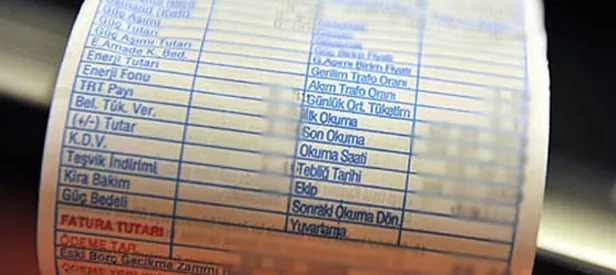 Demand (kW)
Güç Aşımı
Güç Tutarı
Güç Aşımı Tutarı
E.Amade K. Bed.
Enerji Tutarı
Enerji Fonu
TRT Payı
Bel. Tük. Ver.
(+/-) Tutar
K.D.V.
Teşvik İndirimi
Kira Bakım
Güç Bedeli
FATURA TUTARI
ÖDEME TAR.
Eski Borç Gecikme Zammı
Güç Birim Fiyatı
G.Aşımı Birim Fiyatı
Gerilim Trafo Oranı
Akım Trafo Oranı
Günlük Ort. Tüketim
İlk Okuma
Son Okuma
Okuma Saati
Tebliğ Tarihi
Ekip
Sonraki Okuma Dön.
Yuvarlama